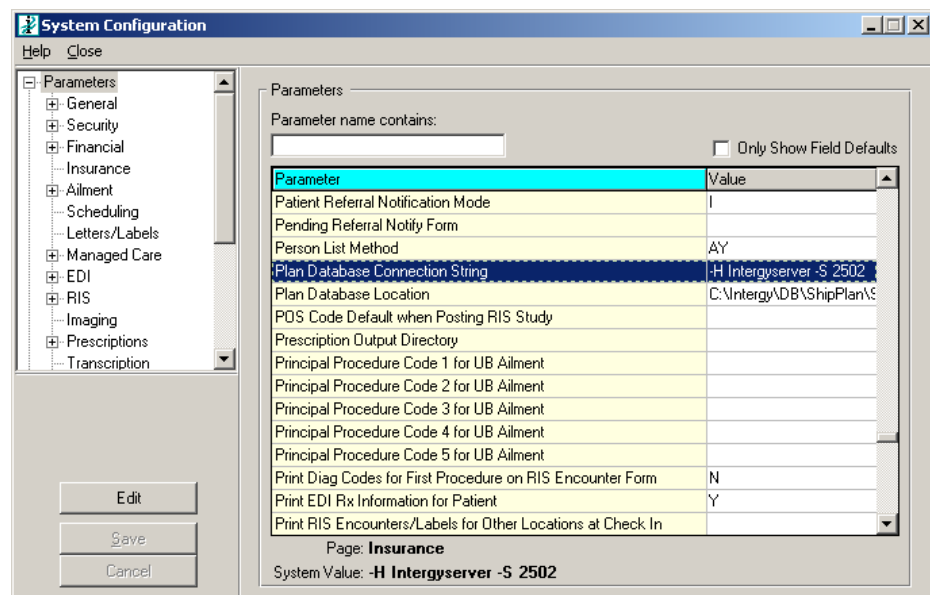 System Configuration
Help Close
Parameters
General
Security
Financial
Insurance
Ailment
Scheduling
Letters/Labels
Managed Care
EDI
RIS
Imaging
Prescriptions
Transcription
Edit
Save
Cancel
Parameters
Parameter name contains:
Only Show Field Defaults
Parameter Value
Patient Referral Notification Mode I
Pending Referral Notify Form
Person List Method AY
Plan Database Connection String -H Intergyserver -S 2502
Plan Database Location C:\Intergy\DB\ShipPlan\S
POS Code Default when Posting RIS Study
Prescription Output Directory
Principal Procedure Code 1 for UB Ailment
Principal Procedure Code 2 for UB Ailment
Principal Procedure Code 3 for UB Ailment
Principal Procedure Code 4 for UB Ailment
Principal Procedure Code 5 for UB Ailment
Print Diag Codes for First Procedure on RIS Encounter Form N
Print EDI Rx Information for Patient Y
Print RIS Encounters/Labels for Other Locations at Check In
Page: Insurance
System Value: -H Intergyserver -S 2502